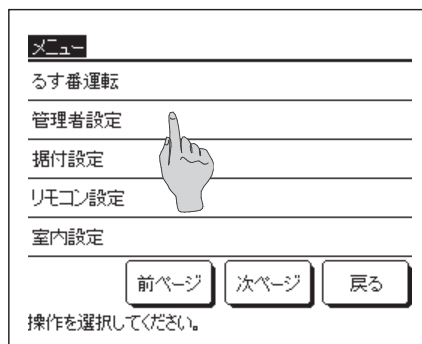 メニュー
るす番運転
管理者設定
据付設定
リモコン設定
室内設定
前ページ 次ページ 戻る
操作を選択してください。